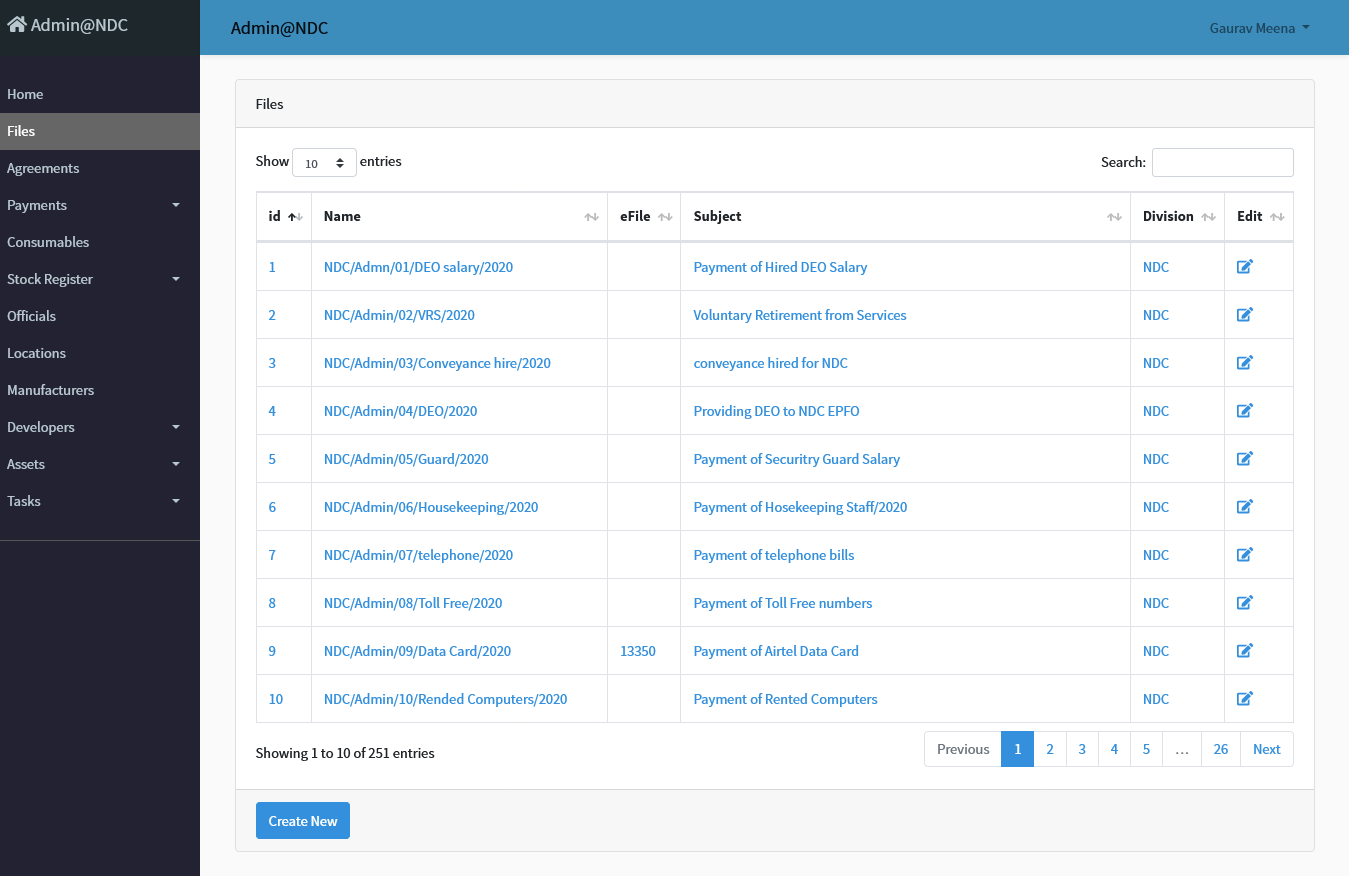 Admin@NDC
Admin@NDC
Gaurav Meena
Home
Files
Agreements
Payments
Consumables
Stock Register
Officials
Locations
Manufacturers
Developers
Assets
Tasks
Files
Show 10 entries
Search:
id Name eFile Subject Division Edit
1 NDC/Admn/01/DEO salary/2020 Payment of Hired DEO Salary NDC
2 NDC/Admin/02/VRS/2020 Voluntary Retirement from Services NDC
3 NDC/Admin/03/Conveyance hire/2020 conveyance hired for NDC NDC
4 NDC/Admin/04/DEO/2020 Providing DEO to NDC EPFO NDC
5 NDC/Admin/05/Guard/2020 Payment of Securitry Guard Salary NDC
6 NDC/Admin/06/Housekeeping/2020 Payment of Hosekeeping Staff/2020 NDC
7 NDC/Admin/07/telephone/2020 Payment of telephone bills NDC
8 NDC/Admin/08/Toll Free/2020 Payment of Toll Free numbers NDC
9 NDC/Admin/09/Data Card/2020 13350 Payment of Airtel Data Card NDC
10 NDC/Admin/10/Rended Computers/2020 Payment of Rented Computers NDC
Showing 1 to 10 of 251 entries
Previous 1 2 3 4 5 … 26 Next
Create New